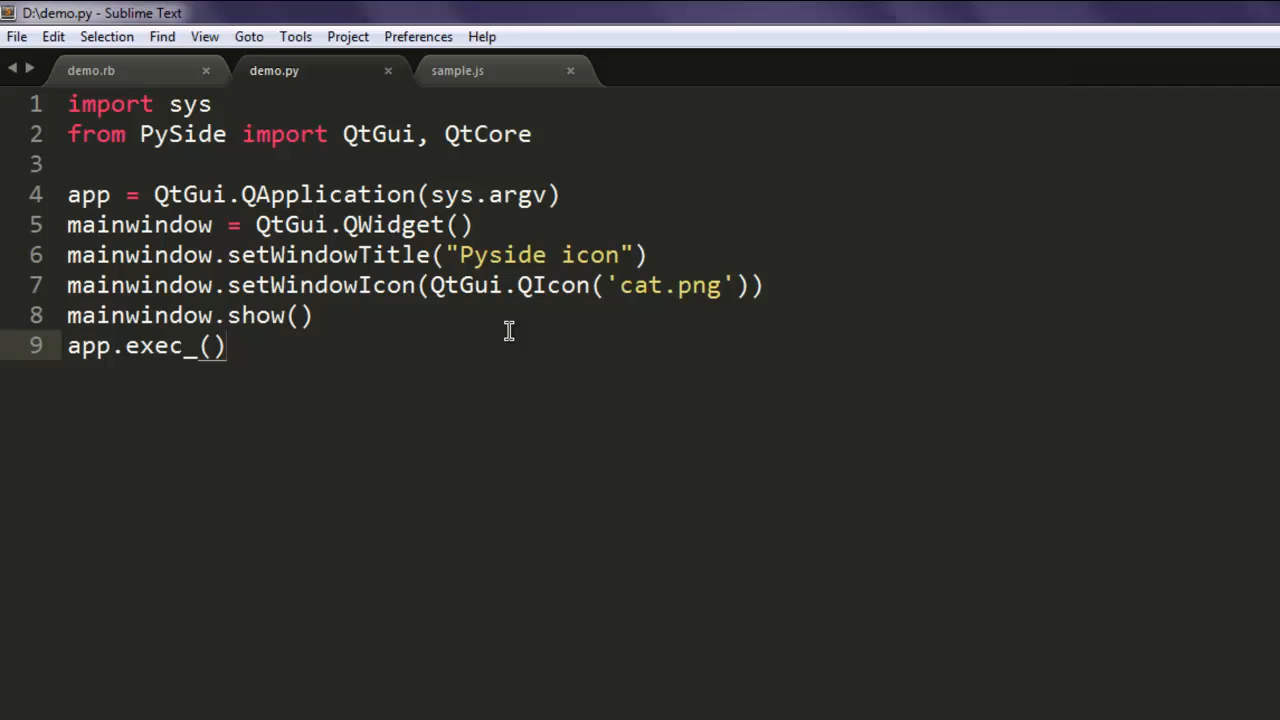 D:\demo.py - Sublime Text
File Edit Selection Find View Goto Tools Project Preferences Help
demo.rb × demo.py × sample.js ×
1 import sys
2 from PySide import QtGui, QtCore
3
4 app = QtGui.QApplication(sys.argv)
5 mainwindow = QtGui.QWidget()
6 mainwindow.setWindowTitle("Pyside icon")
7 mainwindow.setWindowIcon(QtGui.QIcon('cat.png'))
8 mainwindow.show()
9 app.exec_()